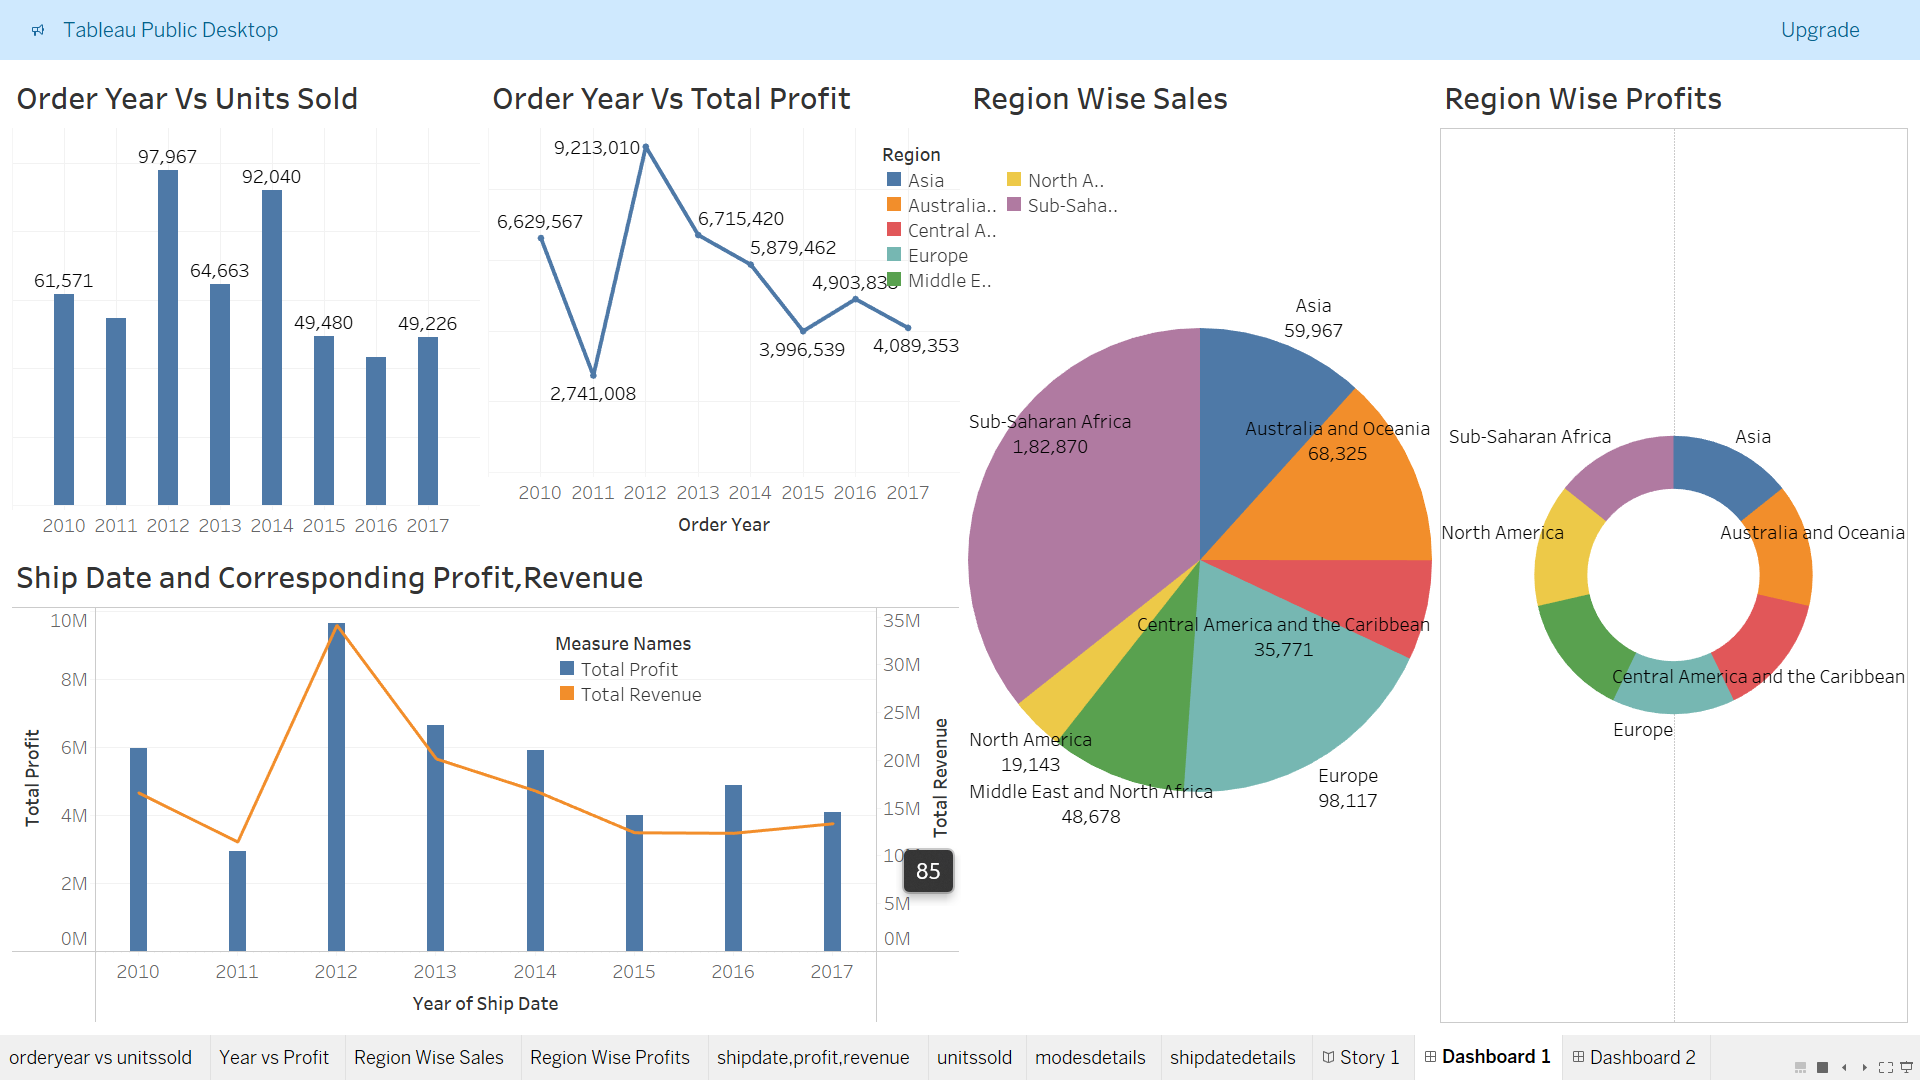 Tableau Public Desktop
Upgrade
Order Year Vs Units Sold
97,967
92,040
64,663
61,571
49,480
49,226
2010 2011 2012 2013 2014 2015 2016 2017
Order Year Vs Total Profit
9,213,010
6,629,567
6,715,420
5,879,462
4,903,838
3,996,539
4,089,353
2,741,008
2010 2011 2012 2013 2014 2015 2016 2017
Order Year
Region
Asia
Australia..
Central A..
Europe
Middle E..
North A..
Sub-Saha..
Region Wise Sales
Asia
59,967
Australia and Oceania
68,325
Sub-Saharan Africa
1,82,870
Central America and the Caribbean
35,771
North America
19,143
Middle East and North Africa
48,678
Europe
98,117
Region Wise Profits
Sub-Saharan Africa
Asia
North America
Australia and Oceania
Central America and the Caribbean
Europe
Ship Date and Corresponding Profit,Revenue
Total Profit
10M
8M
6M
4M
2M
0M
Measure Names
Total Profit
Total Revenue
35M
30M
25M
20M
15M
5M
0M
Total Revenue
85
2010 2011 2012 2013 2014 2015 2016 2017
Year of Ship Date
orderyear vs unitssold
Year vs Profit
Region Wise Sales
Region Wise Profits
shipdate,profit,revenue
unitssold
modesdetails
shipdatedetails
Story 1
Dashboard 1
Dashboard 2